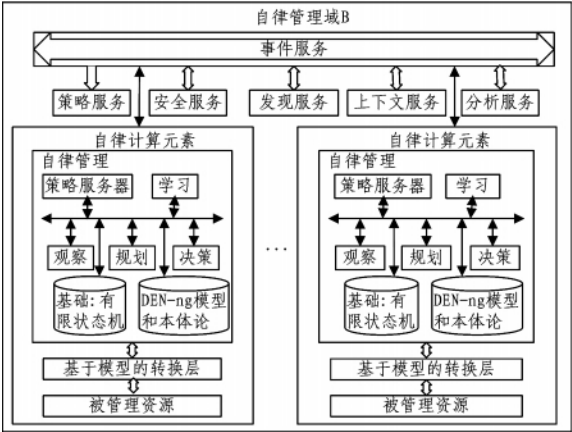 自律管理域B
事件服务
策略服务 安全服务 发现服务 上下文服务 分析服务
自律计算元素 自律计算元素
自律管理 自律管理
策略服务器 学习 策略服务器 学习
观察 规划 决策 ... 观察 规划 决策
基础:有 DEN-ng模型 基础:有 DEN-ng模型
限状态机 和本体论 限状态机 和本体论
基于模型的转换层 基于模型的转换层
被管理资源 被管理资源